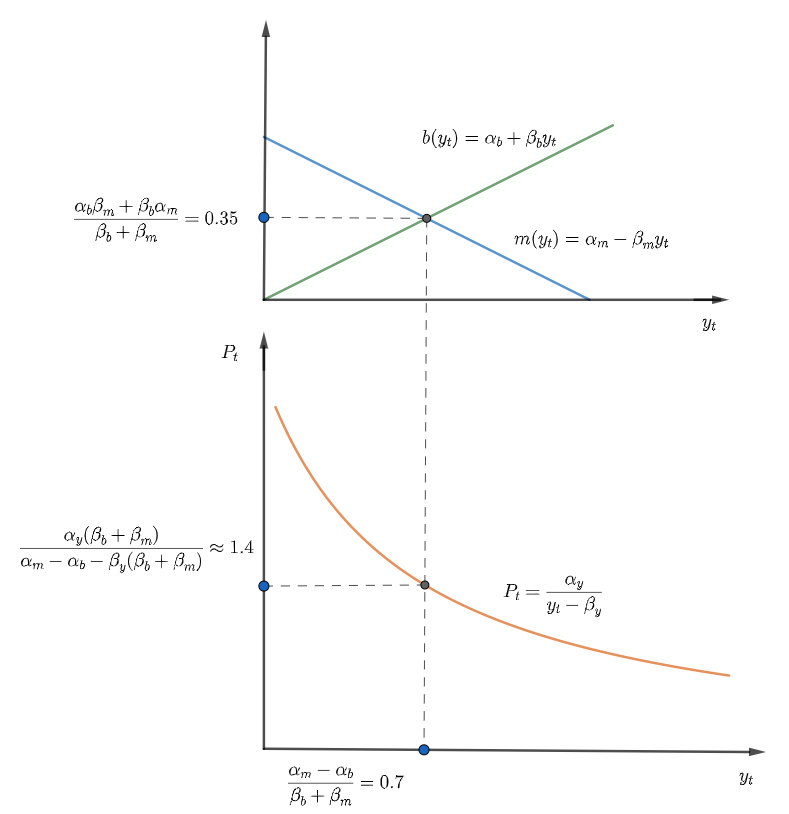 b(y_t) = α_b + β_b y_t
(α_b β_m + β_b α_m) / (β_b + β_m) = 0.35
m(y_t) = α_m − β_m y_t
y_t
P_t
α_y(β_b + β_m) / (α_m − α_b − β_y(β_b + β_m)) ≈ 1.4
P_t = α_y / (y_t − β_y)
(α_m − α_b) / (β_b + β_m) = 0.7
y_t